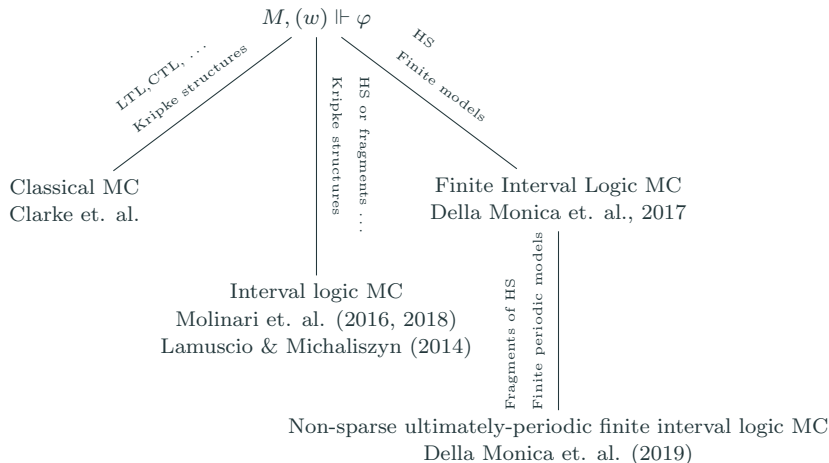 M, (w) ⊩ φ
LTL,CTL, ...
Kripke structures
Kripke structures
HS or fragments ...
HS
Finite models
Classical MC
Clarke et. al.
Finite Interval Logic MC
Della Monica et. al., 2017
Interval logic MC
Molinari et. al. (2016, 2018)
Lamuscio & Michaliszyn (2014)
Fragments of HS
Finite periodic models
Non-sparse ultimately-periodic finite interval logic MC
Della Monica et. al. (2019)